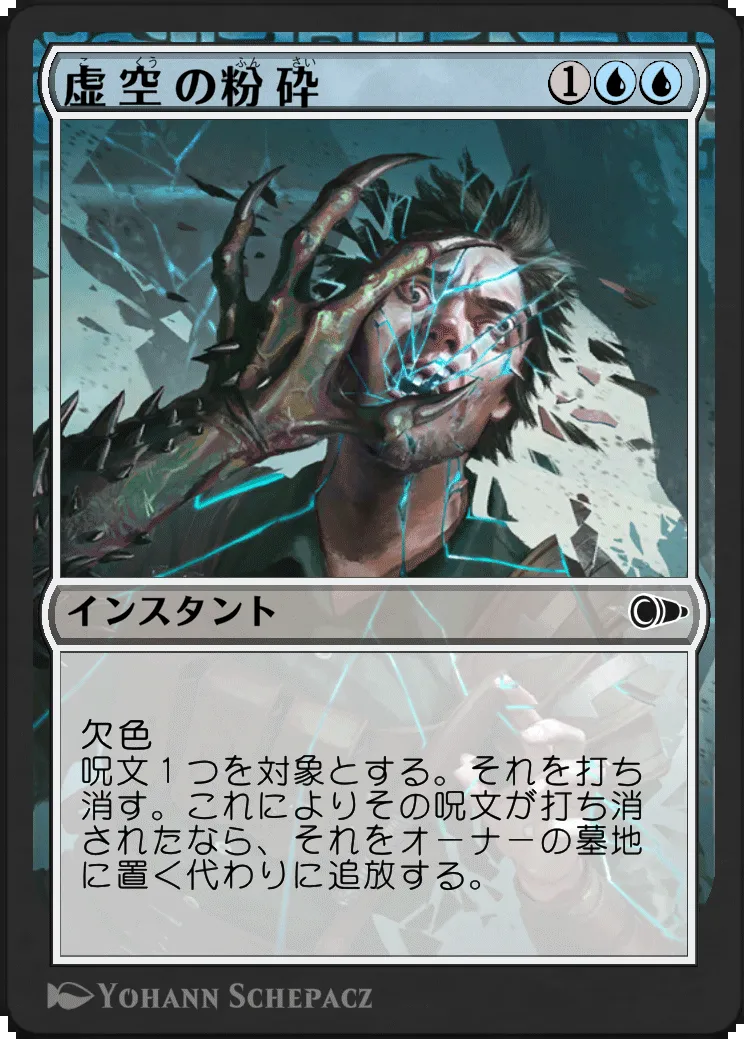 虚空の粉砕 1
インスタント
欠色
呪文1つを対象とする。それを打ち
消す。これによりその呪文が打ち消
されたなら、それをオーナーの墓地
に置く代わりに追放する。
YOHANN SCHEPACZ